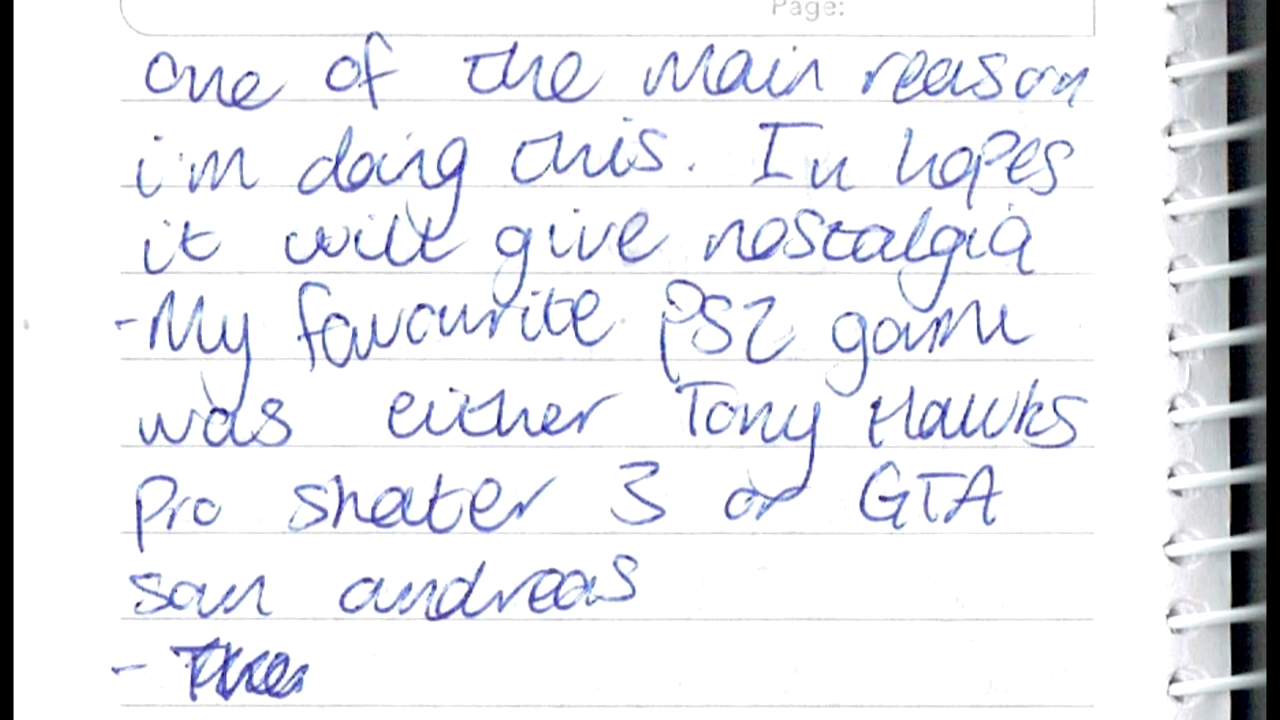 Page:
one of the main reason
i'm doing this. In hopes
it will give nostalgia
-My favourite PS2 game
was either Tony Hawks
Pro skater 3 or GTA
san andreas
-